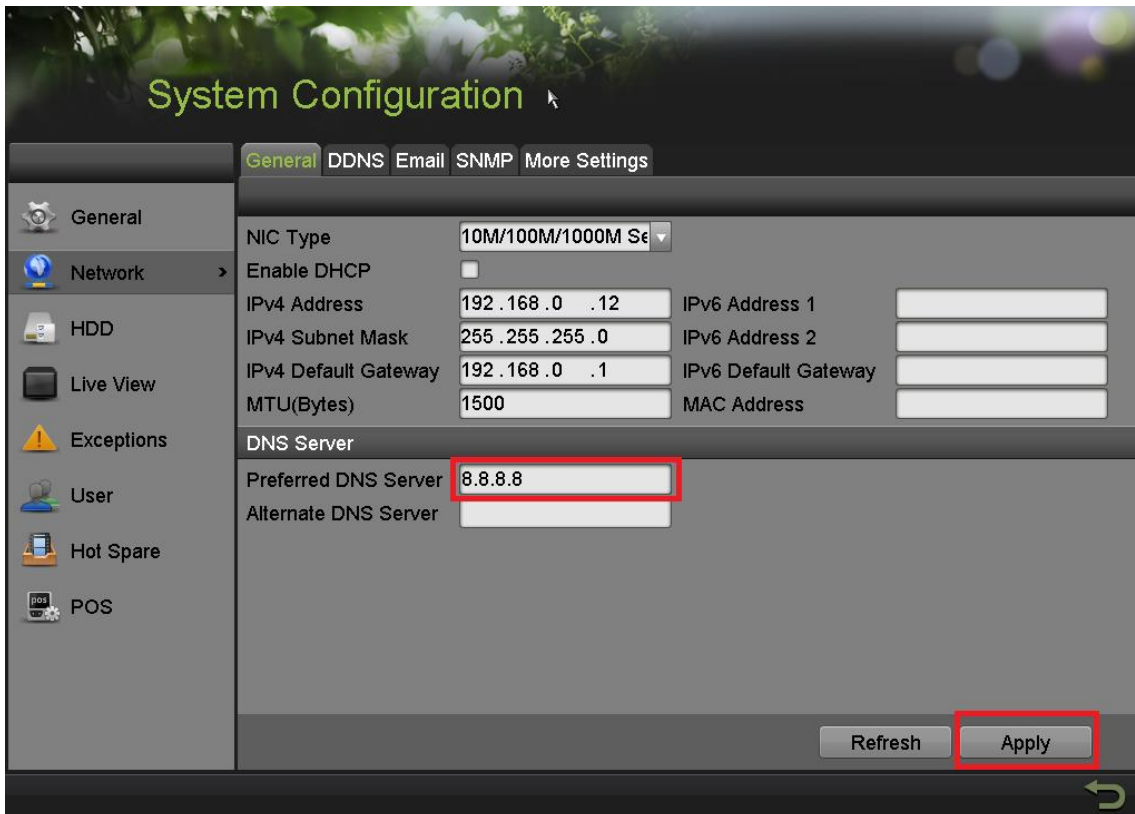 System Configuration
General DDNS Email SNMP More Settings
General
Network
HDD
Live View
Exceptions
User
Hot Spare
pos
POS
NIC Type 10M/100M/1000M Se
Enable DHCP
IPv4 Address 192 .168 .0 .12 IPv6 Address 1
IPv4 Subnet Mask 255 .255 .255 .0 IPv6 Address 2
IPv4 Default Gateway 192 .168 .0 .1 IPv6 Default Gateway
MTU(Bytes) 1500 MAC Address
DNS Server
Preferred DNS Server 8.8.8.8
Alternate DNS Server
Refresh Apply